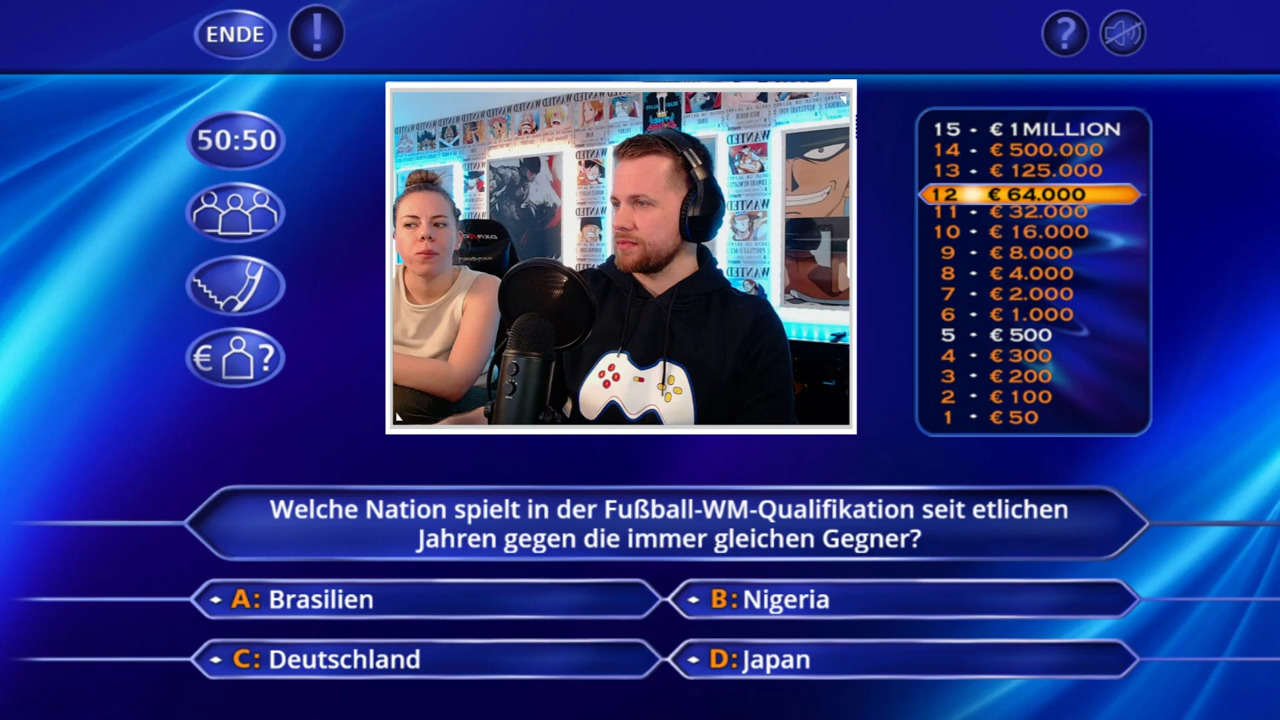 ENDE
!
?
50:50
€ ?
15 • € 1 MILLION
14 • € 500.000
13 • € 125.000
12 • € 64.000
11 • € 32.000
10 • € 16.000
9 • € 8.000
8 • € 4.000
7 • € 2.000
6 • € 1.000
5 • € 500
4 • € 300
3 • € 200
2 • € 100
1 • € 50
Welche Nation spielt in der Fußball-WM-Qualifikation seit etlichen
Jahren gegen die immer gleichen Gegner?
A: Brasilien
B: Nigeria
C: Deutschland
D: Japan